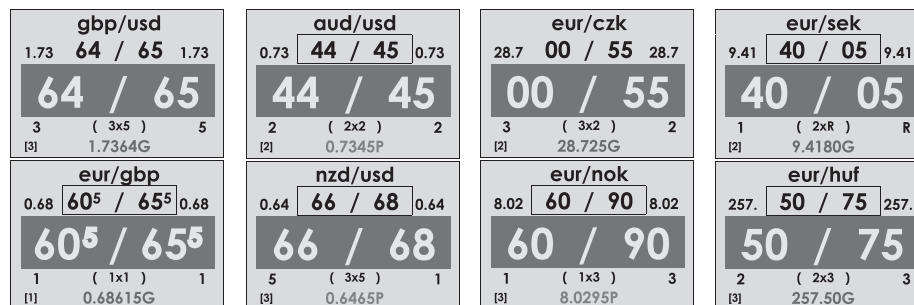 gbp/usd
1.73 64 / 65 1.73
64 / 65
3 ( 3x5 ) 5
[3] 1.7364G
aud/usd
0.73 44 / 45 0.73
44 / 45
2 ( 2x2 ) 2
[2] 0.7345P
eur/czk
28.7 00 / 55 28.7
00 / 55
3 ( 3x2 ) 2
[2] 28.725G
eur/sek
9.41 40 / 05 9.41
40 / 05
1 ( 2xR ) R
[2] 9.4180G
eur/gbp
0.68 60⁵ / 65⁵ 0.68
60⁵ / 65⁵
1 ( 1x1 ) 1
[1] 0.68615G
nzd/usd
0.64 66 / 68 0.64
66 / 68
5 ( 3x5 ) 1
[3] 0.6465P
eur/nok
8.02 60 / 90 8.02
60 / 90
1 ( 1x3 ) 3
[3] 8.0295P
eur/huf
257. 50 / 75 257.
50 / 75
2 ( 2x3 ) 3
[3] 257.50G